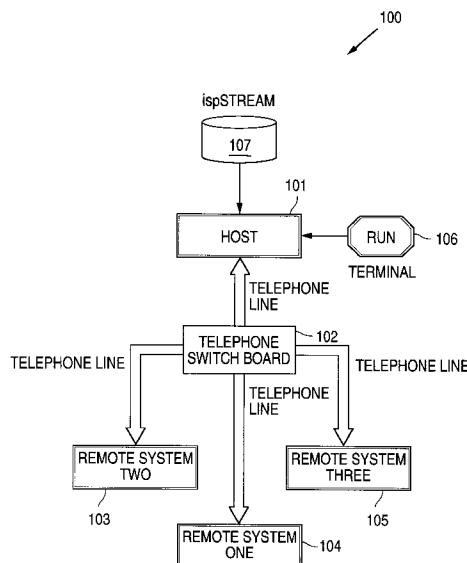 100
ispSTREAM
107
101
HOST
RUN
106
TERMINAL
TELEPHONE
LINE
102
TELEPHONE
SWITCH BOARD
TELEPHONE LINE
TELEPHONE LINE
TELEPHONE
LINE
REMOTE SYSTEM
TWO
103
REMOTE SYSTEM
THREE
105
REMOTE SYSTEM
ONE
104